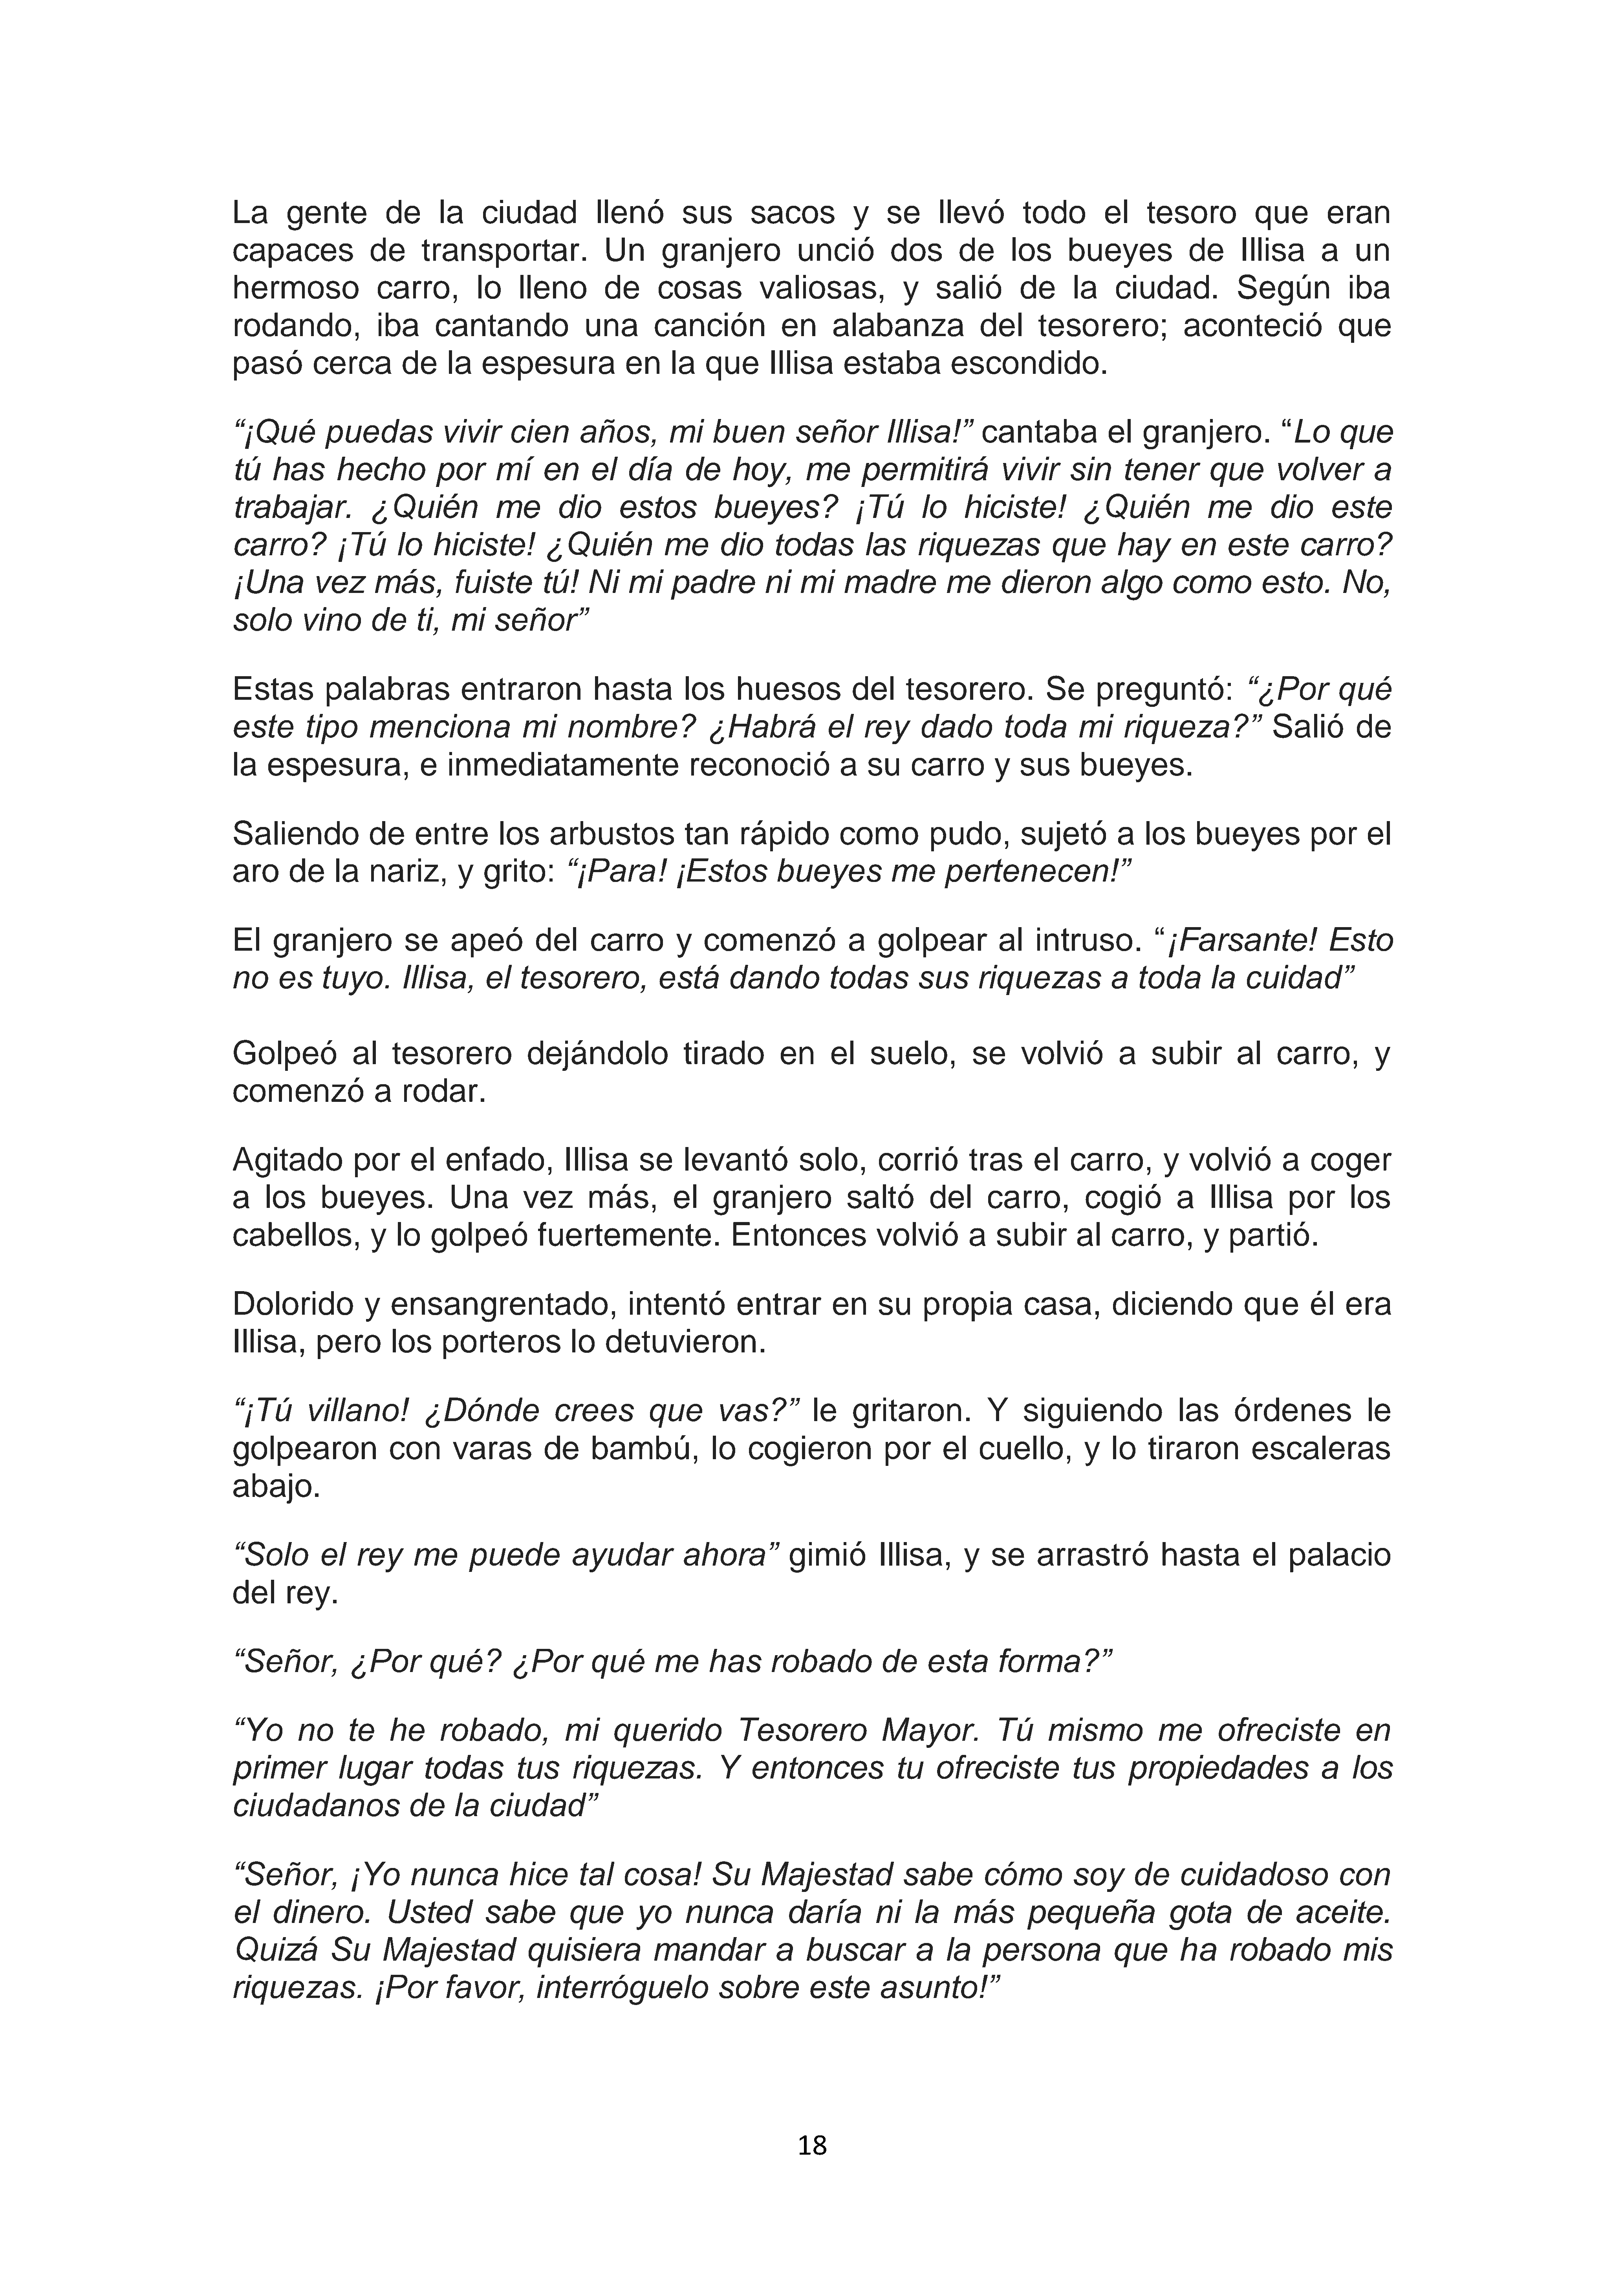 La gente de la ciudad llenó sus sacos y se llevó todo el tesoro que eran
capaces de transportar. Un granjero unció dos de los bueyes de Illisa a un
hermoso carro, lo lleno de cosas valiosas, y salió de la ciudad. Según iba
rodando, iba cantando una canción en alabanza del tesorero; aconteció que
pasó cerca de la espesura en la que Illisa estaba escondido.
“¡Qué puedas vivir cien años, mi buen señor Illisa!” cantaba el granjero. “Lo que
tú has hecho por mí en el día de hoy, me permitirá vivir sin tener que volver a
trabajar. ¿Quién me dio estos bueyes? ¡Tú lo hiciste! ¿Quién me dio este
carro? ¡Tú lo hiciste! ¿Quién me dio todas las riquezas que hay en este carro?
¡Una vez más, fuiste tú! Ni mi padre ni mi madre me dieron algo como esto. No,
solo vino de ti, mi señor”
Estas palabras entraron hasta los huesos del tesorero. Se preguntó: “¿Por qué
este tipo menciona mi nombre? ¿Habrá el rey dado toda mi riqueza?” Salió de
la espesura, e inmediatamente reconoció a su carro y sus bueyes.
Saliendo de entre los arbustos tan rápido como pudo, sujetó a los bueyes por el
aro de la nariz, y grito: “¡Para! ¡Estos bueyes me pertenecen!”
El granjero se apeó del carro y comenzó a golpear al intruso. “¡Farsante! Esto
no es tuyo. Illisa, el tesorero, está dando todas sus riquezas a toda la cuidad”
Golpeó al tesorero dejándolo tirado en el suelo, se volvió a subir al carro, y
comenzó a rodar.
Agitado por el enfado, Illisa se levantó solo, corrió tras el carro, y volvió a coger
a los bueyes. Una vez más, el granjero saltó del carro, cogió a Illisa por los
cabellos, y lo golpeó fuertemente. Entonces volvió a subir al carro, y partió.
Dolorido y ensangrentado, intentó entrar en su propia casa, diciendo que él era
Illisa, pero los porteros lo detuvieron.
“¡Tú villano! ¿Dónde crees que vas?” le gritaron. Y siguiendo las órdenes le
golpearon con varas de bambú, lo cogieron por el cuello, y lo tiraron escaleras
abajo.
“Solo el rey me puede ayudar ahora” gimió Illisa, y se arrastró hasta el palacio
del rey.
“Señor, ¿Por qué? ¿Por qué me has robado de esta forma?”
“Yo no te he robado, mi querido Tesorero Mayor. Tú mismo me ofreciste en
primer lugar todas tus riquezas. Y entonces tu ofreciste tus propiedades a los
ciudadanos de la ciudad”
“Señor, ¡Yo nunca hice tal cosa! Su Majestad sabe cómo soy de cuidadoso con
el dinero. Usted sabe que yo nunca daría ni la más pequeña gota de aceite.
Quizá Su Majestad quisiera mandar a buscar a la persona que ha robado mis
riquezas. ¡Por favor, interróguelo sobre este asunto!”
18